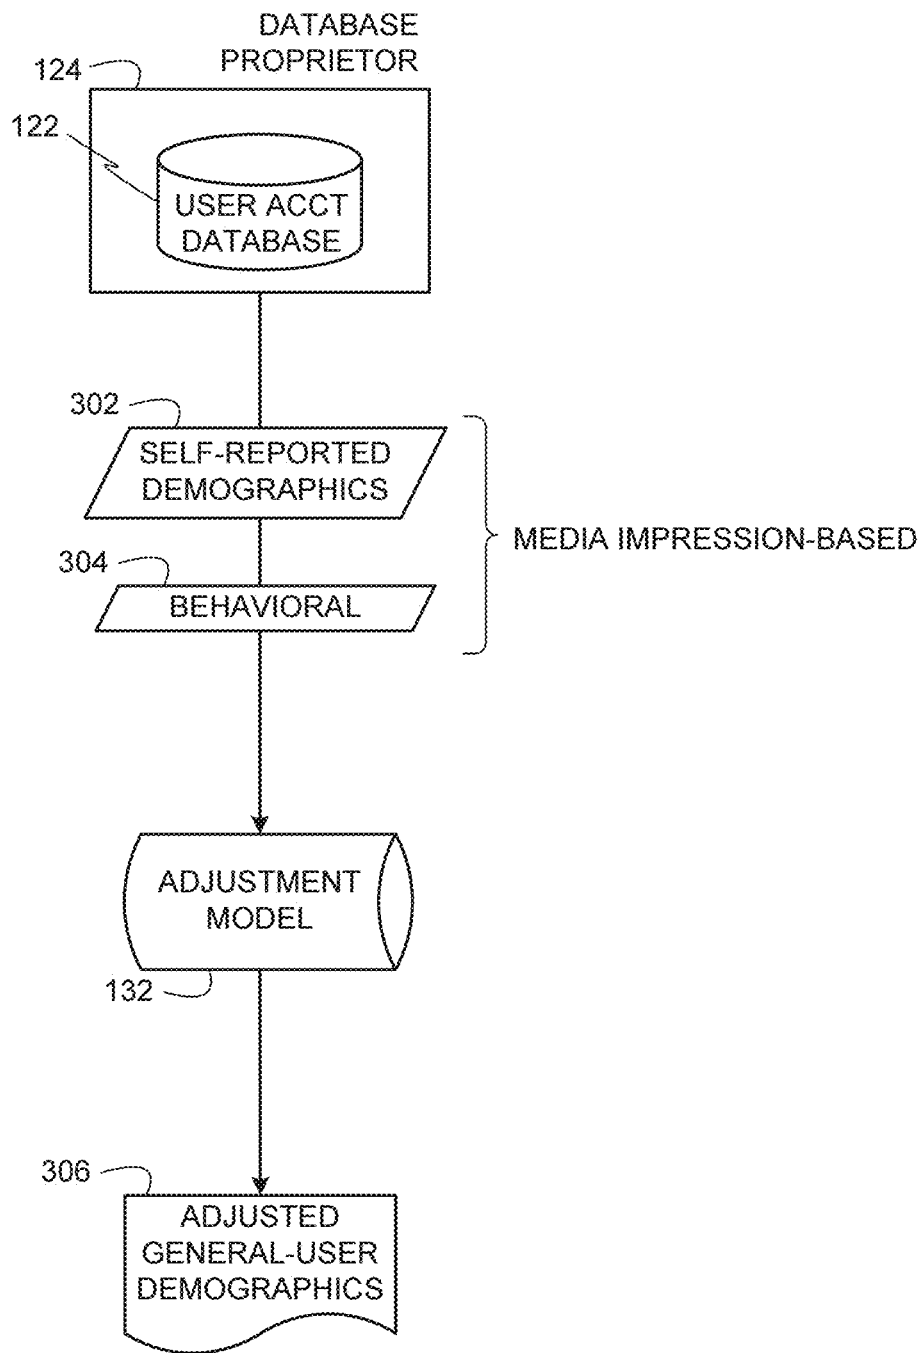 DATABASE
PROPRIETOR
124
122
USER ACCT
DATABASE
302
SELF-REPORTED
DEMOGRAPHICS
304
BEHAVIORAL
MEDIA IMPRESSION-BASED
ADJUSTMENT
MODEL
132
306
ADJUSTED
GENERAL-USER
DEMOGRAPHICS